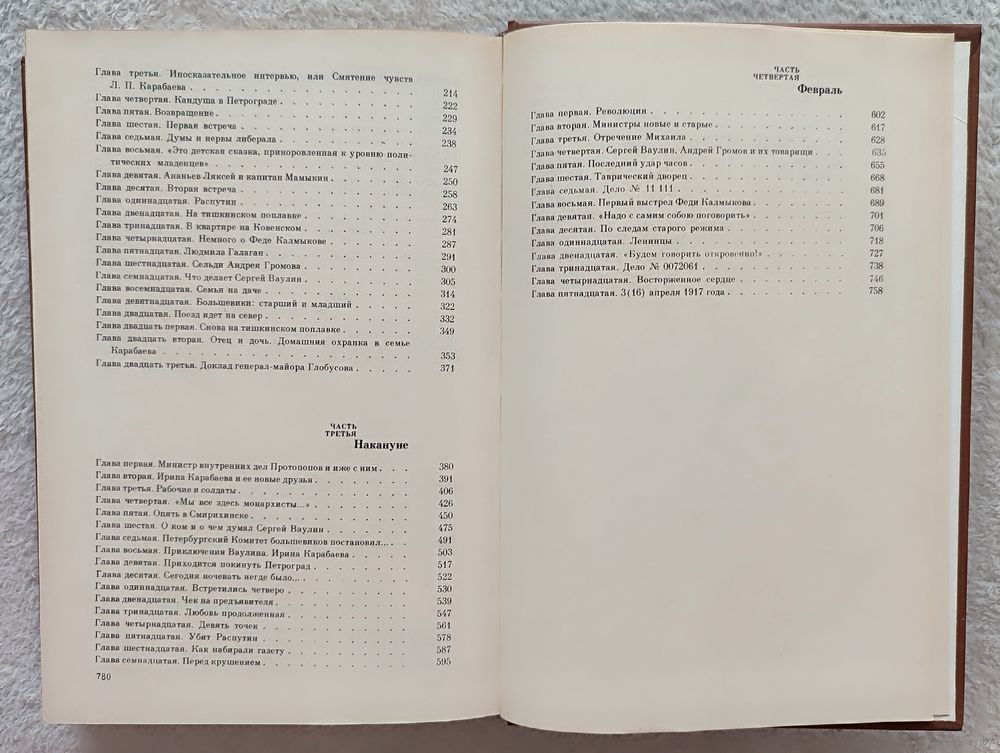 Глава третья. Иносказательное интервью, или Смятение чувств
Л. П. Карабаева . . . . . . . . . . . . . . 214
Глава четвертая. Кандуша в Петрограде . . . . . . . . 222
Глава пятая. Возвращение . . . . . . . . . . . . 229
Глава шестая. Первая встреча . . . . . . . . . . . 234
Глава седьмая. Думы и нервы либерала . . . . . . . . 238
Глава восьмая. «Это детская сказка, приноровленная к уровню поли-
тических младенцев» . . . . . . . . . . . . 247
Глава девятая. Ананьев Ляксей и капитан Мамыкин . . . . . 250
Глава десятая. Вторая встреча . . . . . . . . . . 258
Глава одиннадцатая. Распутин . . . . . . . . . . 263
Глава двенадцатая. На тишкинском поплавке . . . . . . . 274
Глава тринадцатая. В квартире на Ковенском . . . . . . . 281
Глава четырнадцатая. Немного о Феде Калмыкове . . . . . . 287
Глава пятнадцатая. Людмила Галаган . . . . . . . . . 291
Глава шестнадцатая. Сельди Андрея Громова . . . . . . . 300
Глава семнадцатая. Что делает Сергей Ваулин . . . . . . . 305
Глава восемнадцатая. Семья на даче . . . . . . . . . 314
Глава девятнадцатая. Большевики: старший и младший . . . . 322
Глава двадцатая. Поезд идет на север . . . . . . . . . 332
Глава двадцать первая. Снова на тишкинском поплавке . . . . . 349
Глава двадцать вторая. Отец и дочь. Домашняя охранка в семье
Карабаева . . . . . . . . . . . . . . . 353
Глава двадцать третья. Доклад генерал-майора Глобусова . . . . . 371
ЧАСТЬ
ТРЕТЬЯ
Накануне
Глава первая. Министр внутренних дел Протопопов и иже с ним . . . 380
Глава вторая. Ирина Карабаева и ее новые друзья . . . . . . . 391
Глава третья. Рабочие и солдаты . . . . . . . . . . . 406
Глава четвертая. «Мы все здесь монархисты...» . . . . . . . 426
Глава пятая. Опять в Смирихинске . . . . . . . . . . 450
Глава шестая. О ком и о чем думал Сергей Ваулин . . . . . . 475
Глава седьмая. Петербургский Комитет большевиков постановил... . . 491
Глава восьмая. Приключения Ваулина. Ирина Карабаева . . . . . 503
Глава девятая. Приходится покинуть Петроград . . . . . . . 517
Глава десятая. Сегодня ночевать негде было... . . . . . . . 522
Глава одиннадцатая. Встретились четверо . . . . . . . . 530
Глава двенадцатая. Чек на предъявителя . . . . . . . . 539
Глава тринадцатая. Любовь продолженная . . . . . . . . 547
Глава четырнадцатая. Девять точек . . . . . . . . . . 561
Глава пятнадцатая. Убит Распутин . . . . . . . . . . 578
Глава шестнадцатая. Как набирали газету . . . . . . . . 587
Глава семнадцатая. Перед крушением . . . . . . . . . 595
780
ЧАСТЬ
ЧЕТВЕРТАЯ
Февраль
Глава первая. Революция . . . . . . . . . . . . 602
Глава вторая. Министры новые и старые . . . . . . . . 617
Глава третья. Отречение Михаила . . . . . . . . . . 628
Глава четвертая. Сергей Ваулин, Андрей Громов и их товарищи . . 635
Глава пятая. Последний удар часов . . . . . . . . . 655
Глава шестая. Таврический дворец . . . . . . . . . . 668
Глава седьмая. Дело № 11 111 . . . . . . . . . . . 681
Глава восьмая. Первый выстрел Феди Калмыкова . . . . . . 689
Глава девятая. «Надо с самим собою поговорить» . . . . . . 701
Глава десятая. По следам старого режима . . . . . . . . 706
Глава одиннадцатая. Ленинцы . . . . . . . . . . . 718
Глава двенадцатая. «Будем говорить откровенно!» . . . . . 727
Глава тринадцатая. Дело № 0072061 . . . . . . . . . 738
Глава четырнадцатая. Восторженное сердце . . . . . . . 746
Глава пятнадцатая. 3(16) апреля 1917 года . . . . . . . . 758